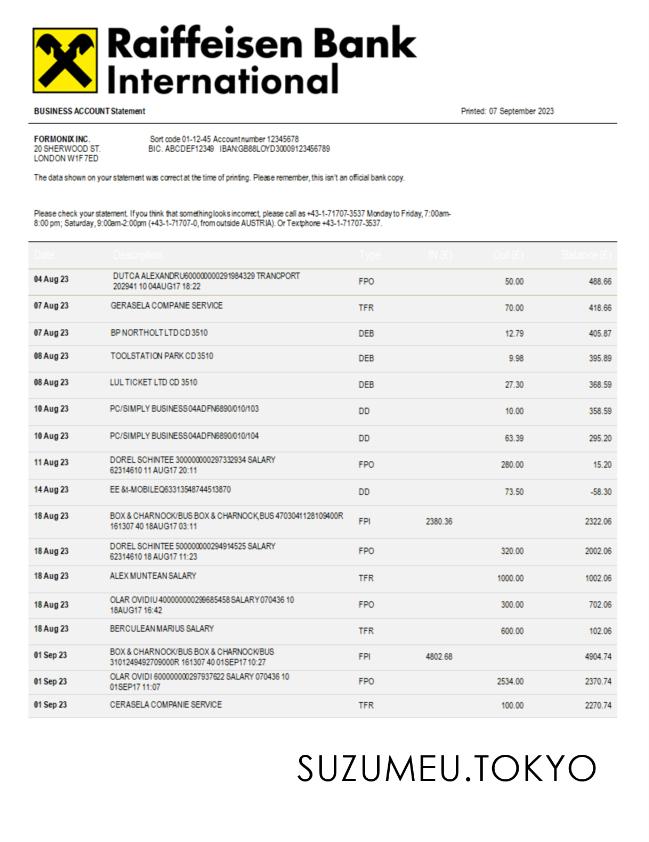 Raiffeisen Bank
International
BUSINESS ACCOUNT Statement Printed: 07 September 2023
FORMONIX INC. Sort code 01-12-45 Account number 12345678
20 SHERWOOD ST. BIC: ABCDEF12349 IBAN:GB88LOYD30009123456789
LONDON W1F 7ED
The data shown on your statement was correct at the time of printing. Please remember, this isn't an official bank copy.
Please check your statement. If you think that something looks incorrect, please call as +43-1-71707-3537 Monday to Friday, 7:00am-
8:00 pm; Saturday, 9:00am-2:00pm (+43-1-71707-0, from outside AUSTRIA). Or Textphone +43-1-71707-3537.
Date Description Type IN (£) Out (£) Balance (£)
04 Aug 23 DUTCA ALEXANDRU600000000291984329 TRANCPORT FPO 50.00 488.66
202941 10 04AUG17 18:22
07 Aug 23 GERASELA COMPANIE SERVICE TFR 70.00 418.66
07 Aug 23 BP NORTHOLT LTD CD 3510 DEB 12.79 405.87
08 Aug 23 TOOLSTATION PARK CD 3510 DEB 9.98 395.89
08 Aug 23 LUL TICKET LTD CD 3510 DEB 27.30 368.59
10 Aug 23 PC/SIMPLY BUSINESS04ADFN6890/010/103 DD 10.00 358.59
10 Aug 23 PC/SIMPLY BUSINESS04ADFN6890/010/104 DD 63.39 295.20
11 Aug 23 DOREL SCHINTEE 300000000297332934 SALARY FPO 280.00 15.20
62314610 11 AUG17 20:11
14 Aug 23 EE &t-MOBILEQ63313548744513870 DD 73.50 -58.30
18 Aug 23 BOX & CHARNOCK/BUS BOX & CHARNOCK,BUS 4703041128109400R FPI 2380.36 2322.06
161307 40 18AUG17 03:11
18 Aug 23 DOREL SCHINTEE 500000000294914525 SALARY FPO 320.00 2002.06
62314610 18 AUG17 11:23
18 Aug 23 ALEX MUNTEAN SALARY TFR 1000.00 1002.06
18 Aug 23 OLAR OVIDIU 400000000299685458 SALARY 070436 10 FPO 300.00 702.06
18AUG17 16:42
18 Aug 23 BERCULEAN MARIUS SALARY TFR 600.00 102.06
01 Sep 23 BOX & CHARNOCK/BUS BOX & CHARNOCK/BUS FPI 4802.68 4904.74
3101249492709000R 161307 40 01SEP17 10:27
01 Sep 23 OLAR OVIDI 600000000297937622 SALARY 070436 10 FPO 2534.00 2370.74
01SEP17 11:07
01 Sep 23 CERASELA COMPANIE SERVICE TFR 100.00 2270.74
SUZUMEU.TOKYO